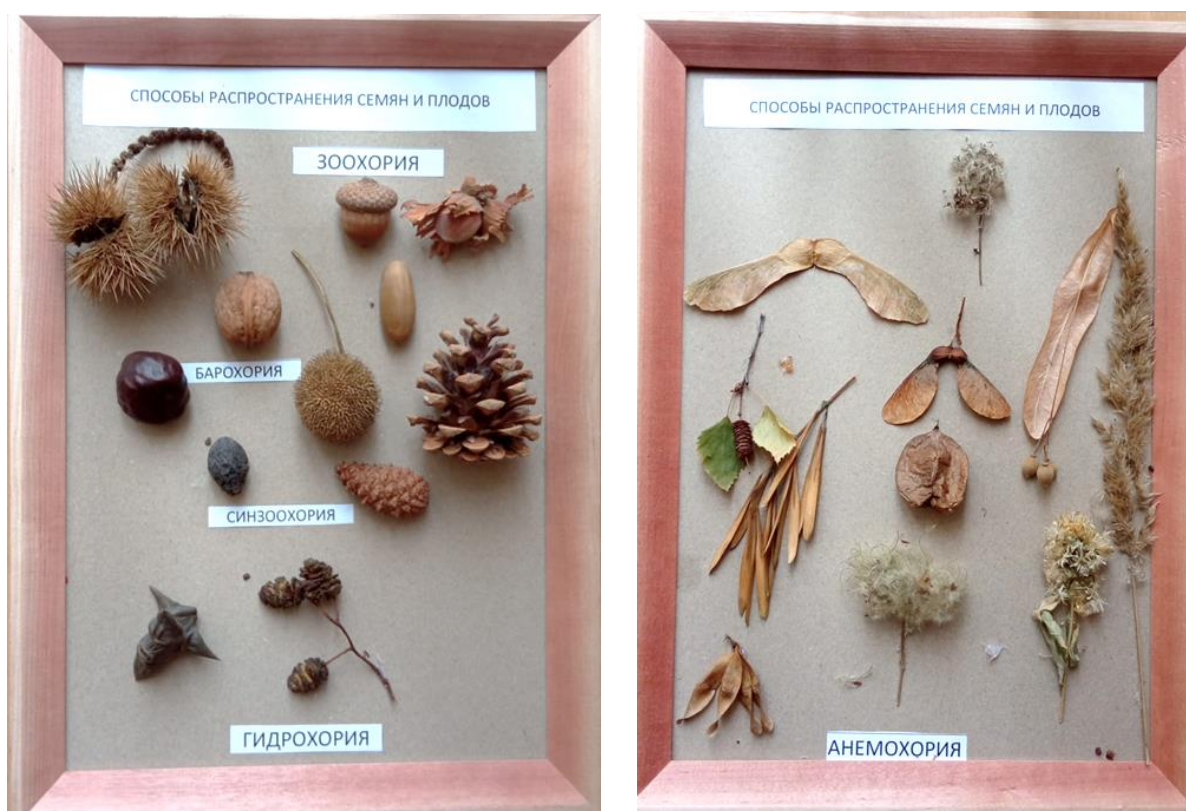 СПОСОБЫ РАСПРОСТРАНЕНИЯ СЕМЯН И ПЛОДОВ
ЗООХОРИЯ
БАРОХОРИЯ
СИНЗООХОРИЯ
ГИДРОХОРИЯ
СПОСОБЫ РАСПРОСТРАНЕНИЯ СЕМЯН И ПЛОДОВ
АНЕМОХОРИЯ